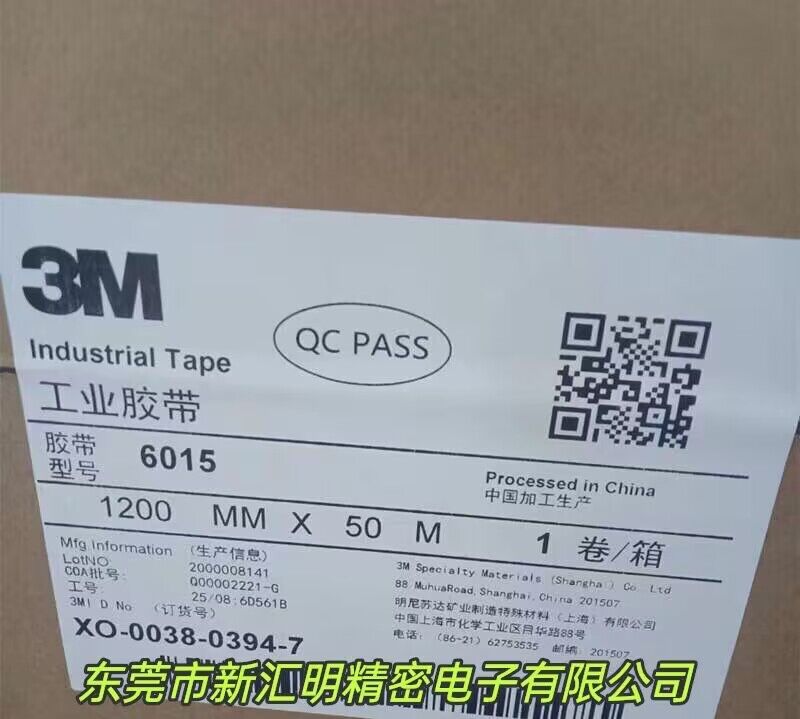 3M
QC PASS
Industrial Tape
工业胶带
胶带
型号
6015
Processed in China
中国加工生产
1200 MM X 50 M 1 卷/箱
Mfg.Information (生产信息)
LotNO 2000008141
COA批号: Q00002221-G
工号: 25/08:6D561B
3MI D No (订货号)
XO-0038-0394-7
3M Specialty Materials (Shanghai) Co. Ltd
88.MuhuaRoad,Shanghai,China 201507
明尼苏达矿业制造特殊材料（上海）有限公司
中国上海市化学工业区目华路88号
电话: (86-21) 62753535 邮编: 201507
东莞市新汇明精密电子有限公司